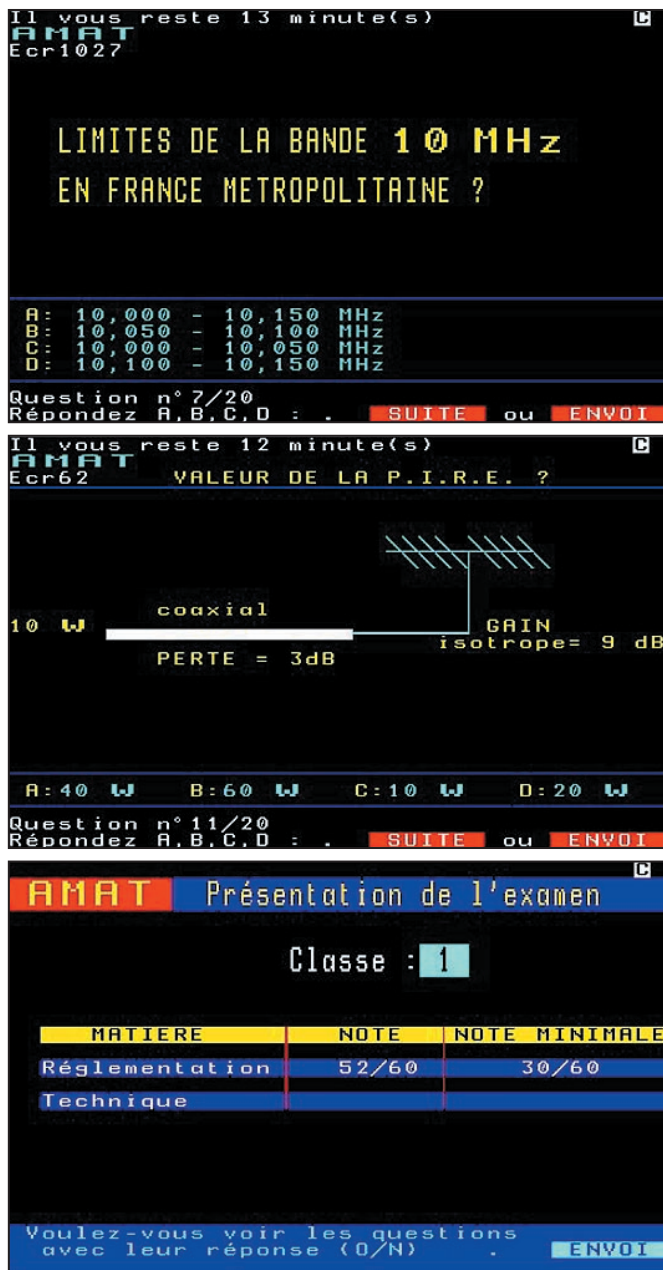 Il vous reste 13 minute(s) C
AMAT
Ecr1027
LIMITES DE LA BANDE 10 MHz
EN FRANCE METROPOLITAINE ?
A: 10,000 - 10,150 MHz
B: 10,050 - 10,100 MHz
C: 10,000 - 10,050 MHz
D: 10,100 - 10,150 MHz
Question n°7/20
Répondez A,B,C,D : . SUITE ou ENVOI
Il vous reste 12 minute(s) C
AMAT
Ecr62 VALEUR DE LA P.I.R.E. ?
coaxial
10 W
GAIN
isotrope= 9 dB
PERTE = 3dB
A:40 W B:60 W C:10 W D:20 W
Question n°11/20
Répondez A,B,C,D : . SUITE ou ENVOI
C
AMAT Présentation de l'examen
Classe : 1
MATIERE NOTE NOTE MINIMALE
Réglementation 52/60 30/60
Technique
Voulez-vous voir les questions
avec leur réponse (O/N) . ENVOI